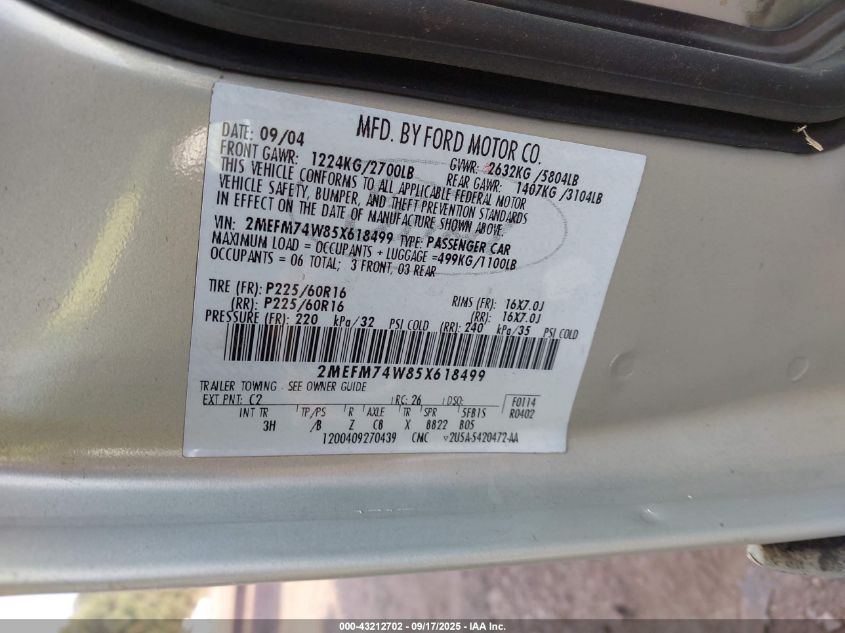 DATE: 09/04 MFD. BY FORD MOTOR CO.
FRONT GAWR: 1224KG/2700LB GVWR: 2632KG/5804LB
REAR GAWR: 1407KG/3104LB
THIS VEHICLE CONFORMS TO ALL APPLICABLE FEDERAL MOTOR
VEHICLE SAFETY, BUMPER, AND THEFT PREVENTION STANDARDS
IN EFFECT ON THE DATE OF MANUFACTURE SHOWN ABOVE.
VIN: 2MEFM74W85X618499 TYPE: PASSENGER CAR
MAXIMUM LOAD = OCCUPANTS + LUGGAGE =499KG/1100LB
OCCUPANTS = 06 TOTAL; 3 FRONT, 03 REAR
TIRE (FR): P225/60R16 RIMS (FR): 16X7.0J
(RR): P225/60R16 (RR): 16X7.0J
PRESSURE (FR): 220 kPa/32 PSI COLD (RR): 240 kPa/35 PSI COLD
2MEFM74W85X618499
TRAILER TOWING - SEE OWNER GUIDE
EXT PNT: C2 RC: 26 DSO: F0114
INT TR TP/PS R AXLE TR SPR 5FB15 R0402
3H /B Z C8 X BB22 B05
1200409270439 CMC 2U5A-5420472-AA
000-43212702 - 09/17/2025 - IAA Inc.